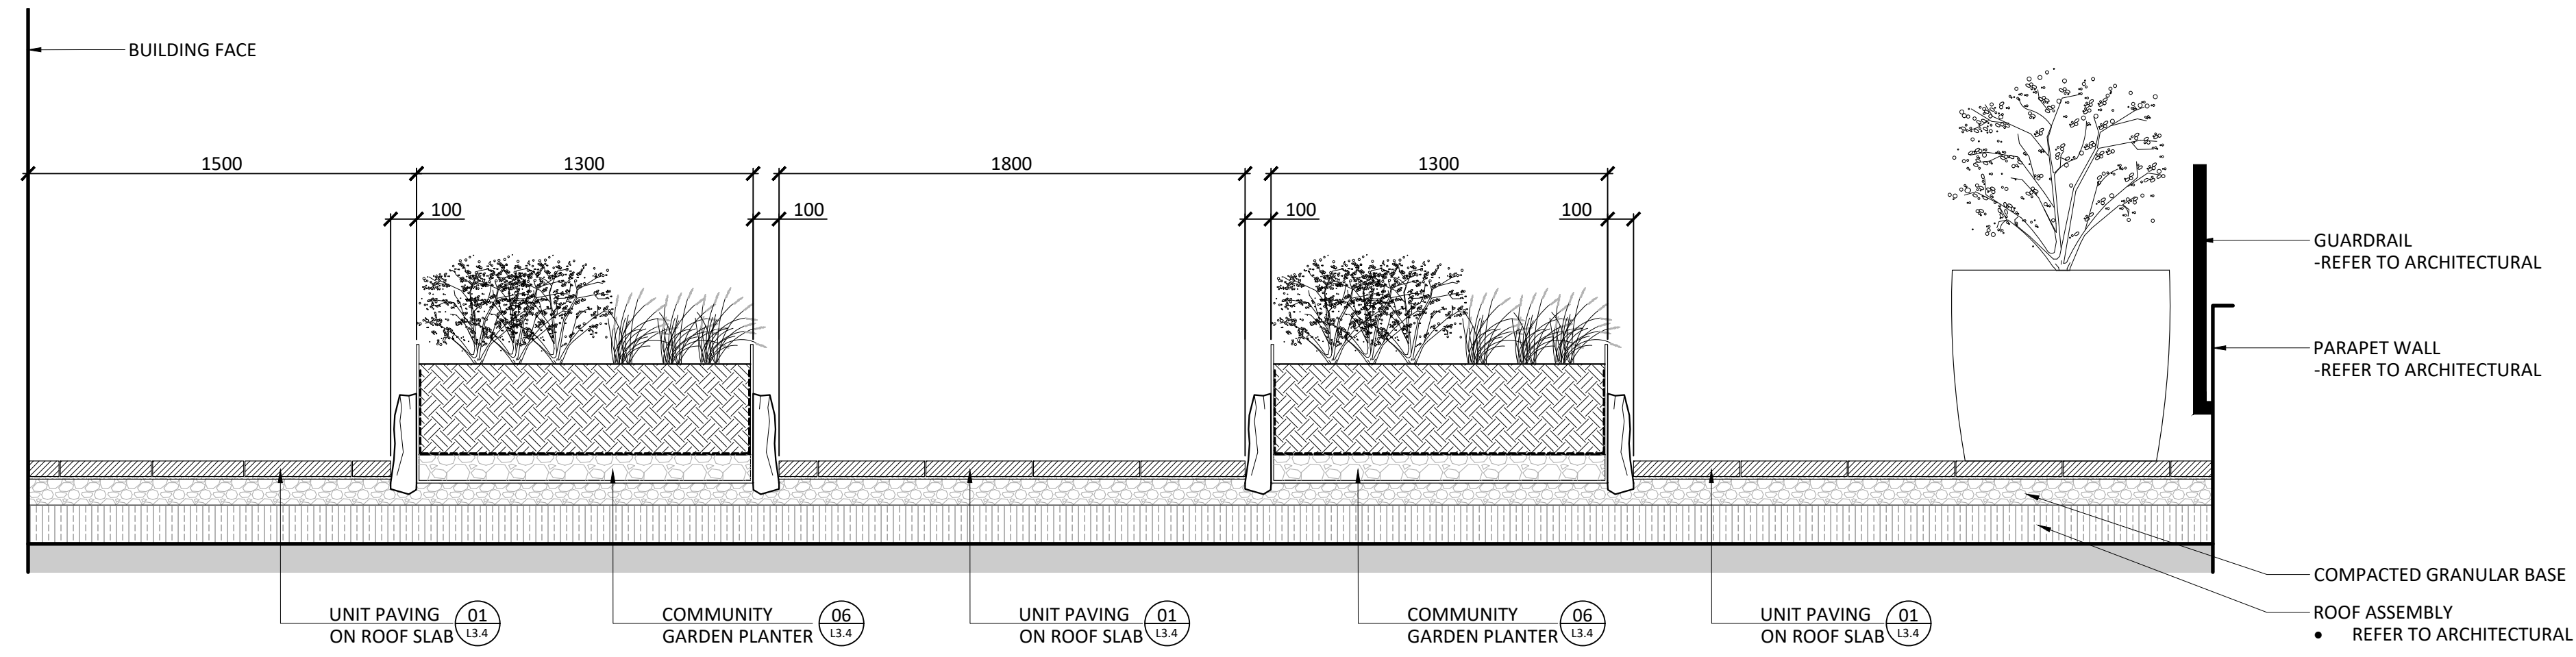 BUILDING FACE
1500
1300
1800
1300
100
100
100
100
GUARDRAIL
-REFER TO ARCHITECTURAL
PARAPET WALL
-REFER TO ARCHITECTURAL
COMPACTED GRANULAR BASE
ROOF ASSEMBLY
• REFER TO ARCHITECTURAL
UNIT PAVING
ON ROOF SLAB
01
L3.4
COMMUNITY
GARDEN PLANTER
06
L3.4
UNIT PAVING
ON ROOF SLAB
01
L3.4
COMMUNITY
GARDEN PLANTER
06
L3.4
UNIT PAVING
ON ROOF SLAB
01
L3.4